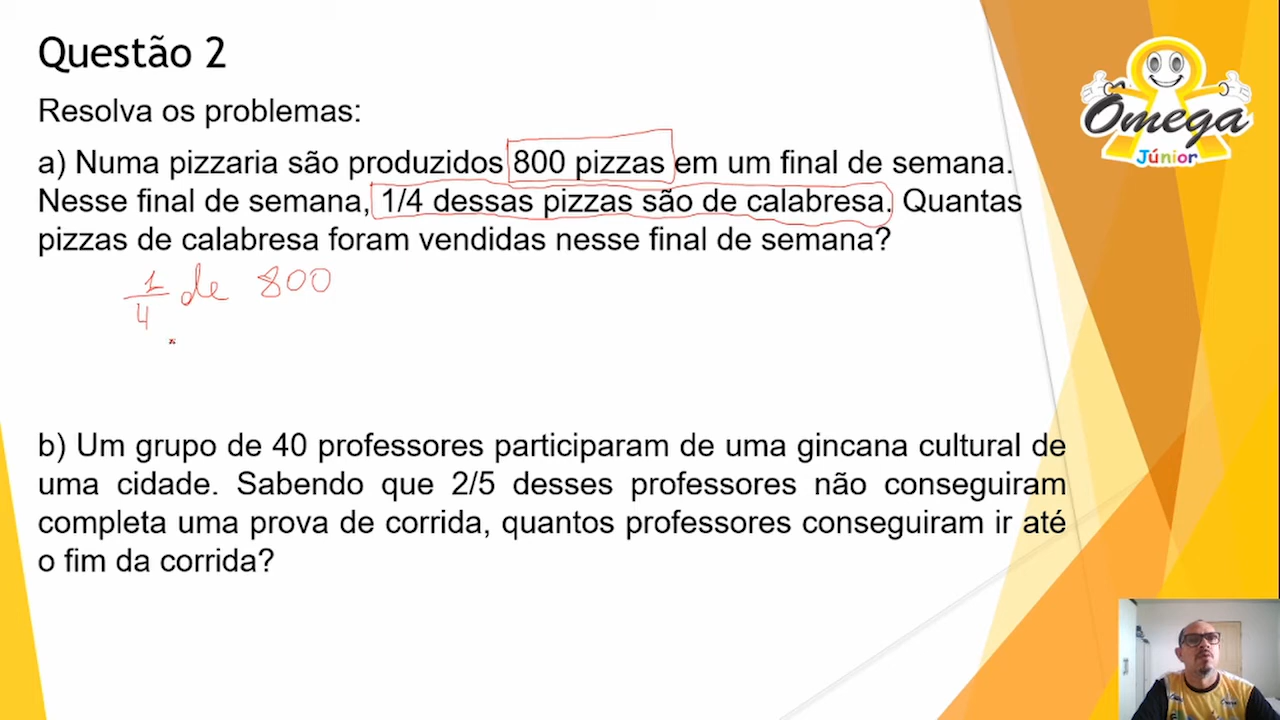 Questão 2
Resolva os problemas:
a) Numa pizzaria são produzidos 800 pizzas em um final de semana.
Nesse final de semana, 1/4 dessas pizzas são de calabresa. Quantas
pizzas de calabresa foram vendidas nesse final de semana?
1/4 de 800
b) Um grupo de 40 professores participaram de uma gincana cultural de
uma cidade. Sabendo que 2/5 desses professores não conseguiram
completa uma prova de corrida, quantos professores conseguiram ir até
o fim da corrida?
Ômega
Júnior